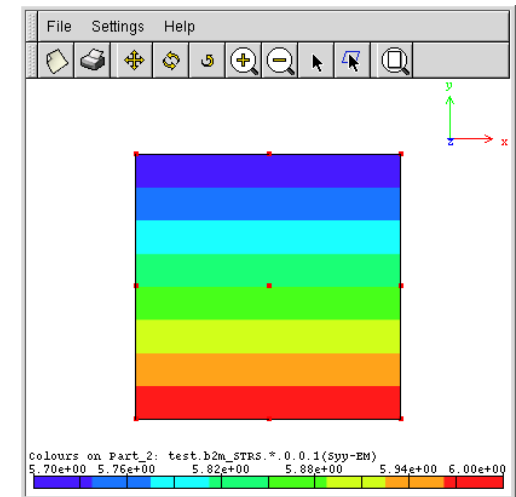 File Settings Help
y
x
z
Colours on Part_2: test.b2m_STRS.*.0.0.1(Syy-EM)
5.70e+00 5.76e+00 5.82e+00 5.88e+00 5.94e+00 6.00e+00